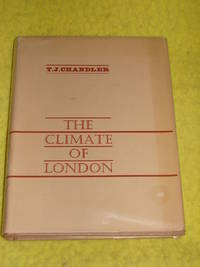 T.J.CHANDLER
THE
CLIMATE
OF
LONDON